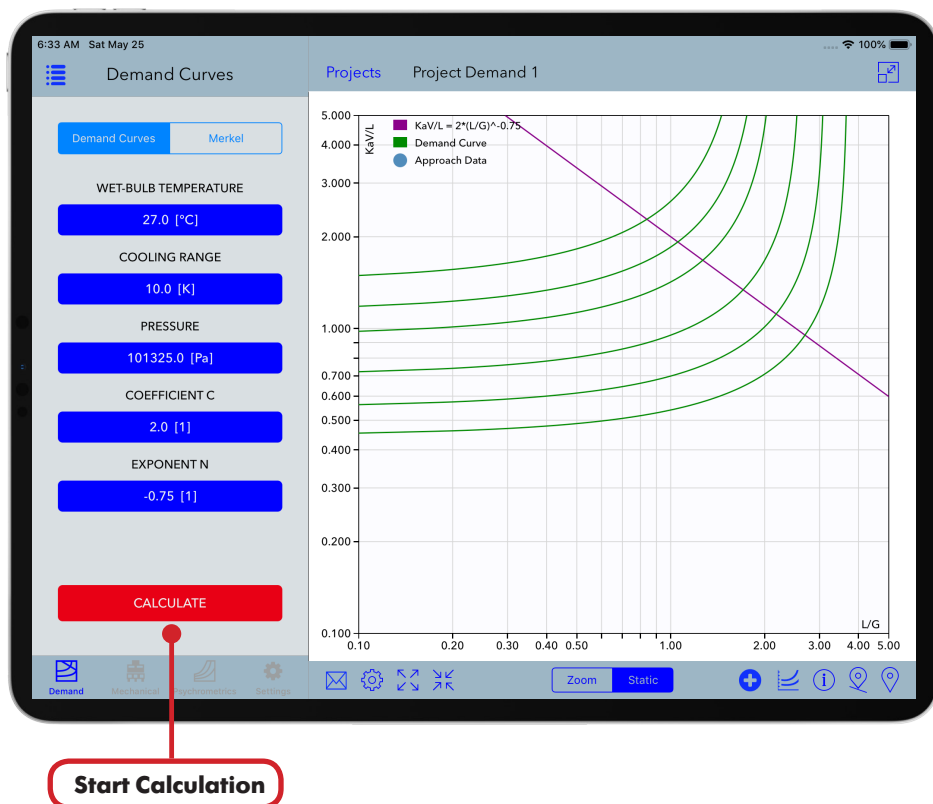 6:33 AM Sat May 25
100%
Demand Curves
Projects Project Demand 1
Demand Curves Merkel
WET-BULB TEMPERATURE
27.0 [°C]
COOLING RANGE
10.0 [K]
PRESSURE
101325.0 [Pa]
COEFFICIENT C
2.0 [1]
EXPONENT N
-0.75 [1]
CALCULATE
Demand Mechanical Psychrometrics Settings
KaV/L
KaV/L = 2*(L/G)^-0.75
Demand Curve
Approach Data
5.000
4.000
3.000
2.000
1.000
0.700
0.600
0.500
0.400
0.300
0.200
0.100
L/G
0.10 0.20 0.30 0.40 0.50 1.00 2.00 3.00 4.00 5.00
Zoom Static
Start Calculation